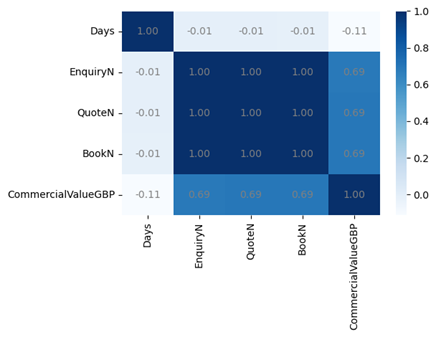 Days 1.00 -0.01 -0.01 -0.01 -0.11
EnquiryN -0.01 1.00 1.00 1.00 0.69
QuoteN -0.01 1.00 1.00 1.00 0.69
BookN -0.01 1.00 1.00 1.00 0.69
CommercialValueGBP -0.11 0.69 0.69 0.69 1.00
Days EnquiryN QuoteN BookN CommercialValueGBP
1.0
0.8
0.6
0.4
0.2
0.0